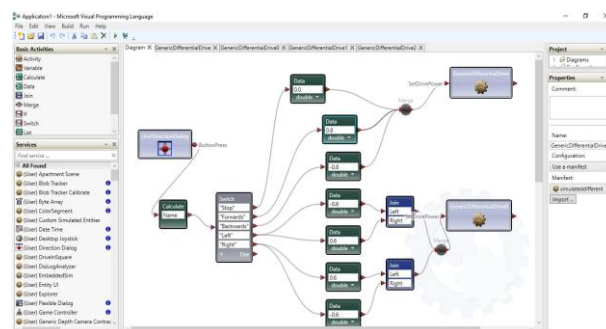 Application1 - Microsoft Visual Programming Language
File Edit View Build Run Help
Basic Activities
Activity
Variable
Calculate
Data
Join
Merge
If
Switch
List
Services
Find service...
All Found
(User) Apartment Scene
(User) Blob Tracker
(User) Blob Tracker Calibrate
(User) Byte Array
(User) ColorSegment
(User) Custom Simulated Entities
(User) Date Time
(User) Desktop Joystick
(User) Direction Dialog
(User) DriveInSquare
(User) DssLogAnalyzer
(User) EmbeddedSim
(User) Entity UI
(User) Explorer
(User) Flexible Dialog
(User) Game Controller
(User) Generic Depth Camera Contrac
Diagram X GenericDifferentialDrive X GenericDifferentialDrive0 X GenericDifferentialDrive1 X GenericDifferentialDrive2 X
ButtonPress
Calculate
Name
Switch
"Stop"
"Forwards"
"Backwards"
"Left"
"Right"
Else
Data
0.0
double
Data
0.8
double
Data
-0.8
double
Data
-0.8
double
Data
0.6
double
Data
0.6
double
Data
-0.6
double
Join
Left
Right
Join
Left
Right
Merge
SetDrivePower
GenericDifferentialDrive
Merge
Project
Diagrams
Properties
Comment:
Name:
GenericDifferentialDrive
Configuration:
Use a manifest
Manifest:
simulateddifferent
Import...